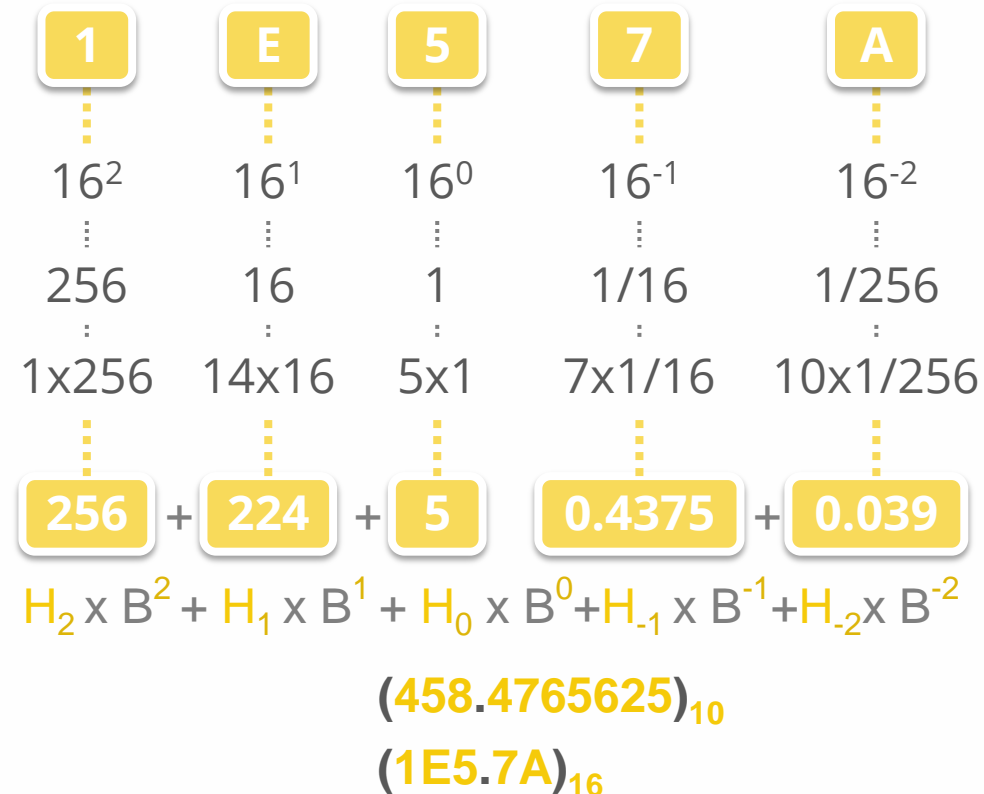 1 E 5 7 A
16² 16¹ 16⁰ 16⁻¹ 16⁻²
256 16 1 1/16 1/256
1x256 14x16 5x1 7x1/16 10x1/256
256 + 224 + 5 0.4375 + 0.039
H₂ x B² + H₁ x B¹ + H₀ x B⁰+H₋₁ x B⁻¹+H₋₂x B⁻²
(458.4765625)₁₀
(1E5.7A)₁₆